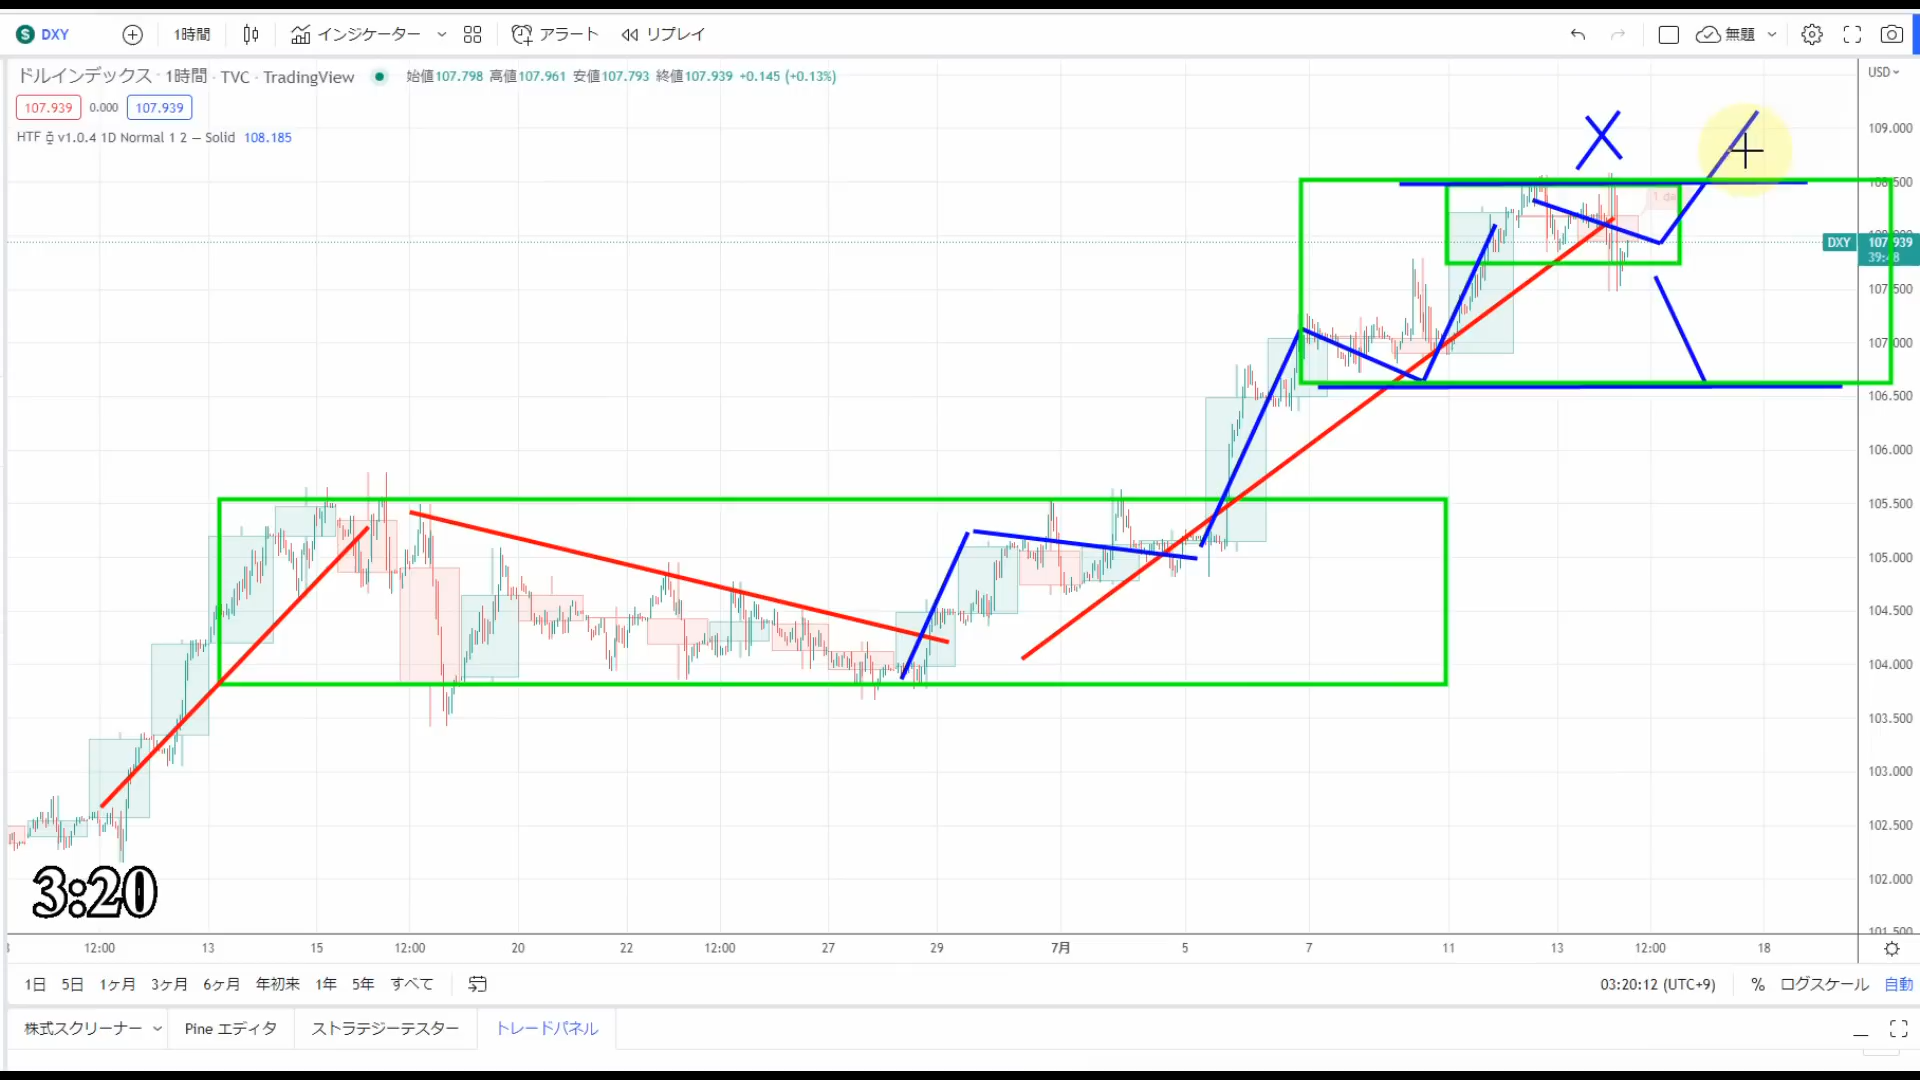 DXY 1時間 インジケーター アラート リプレイ 無題
ドルインデックス · 1時間 · TVC · TradingView 始値107.798 高値107.961 安値107.793 終値107.939 +0.145 (+0.13%)
USD
107.939 0.000 107.939
HTF v1.0.4 1D Normal 1 2 — Solid 108.185
109.000
108.500
DXY 107.939
39:48
107.500
107.000
106.500
106.000
105.500
105.000
104.500
104.000
103.500
103.000
102.500
102.000
101.500
3:20
12:00 13 15 12:00 20 22 12:00 27 29 7月 5 7 11 13 12:00 18
1日 5日 1ヶ月 3ヶ月 6ヶ月 年初来 1年 5年 すべて 03:20:12 (UTC+9) % ログスケール 自動
株式スクリーナー Pine エディタ ストラテジーテスター トレードパネル